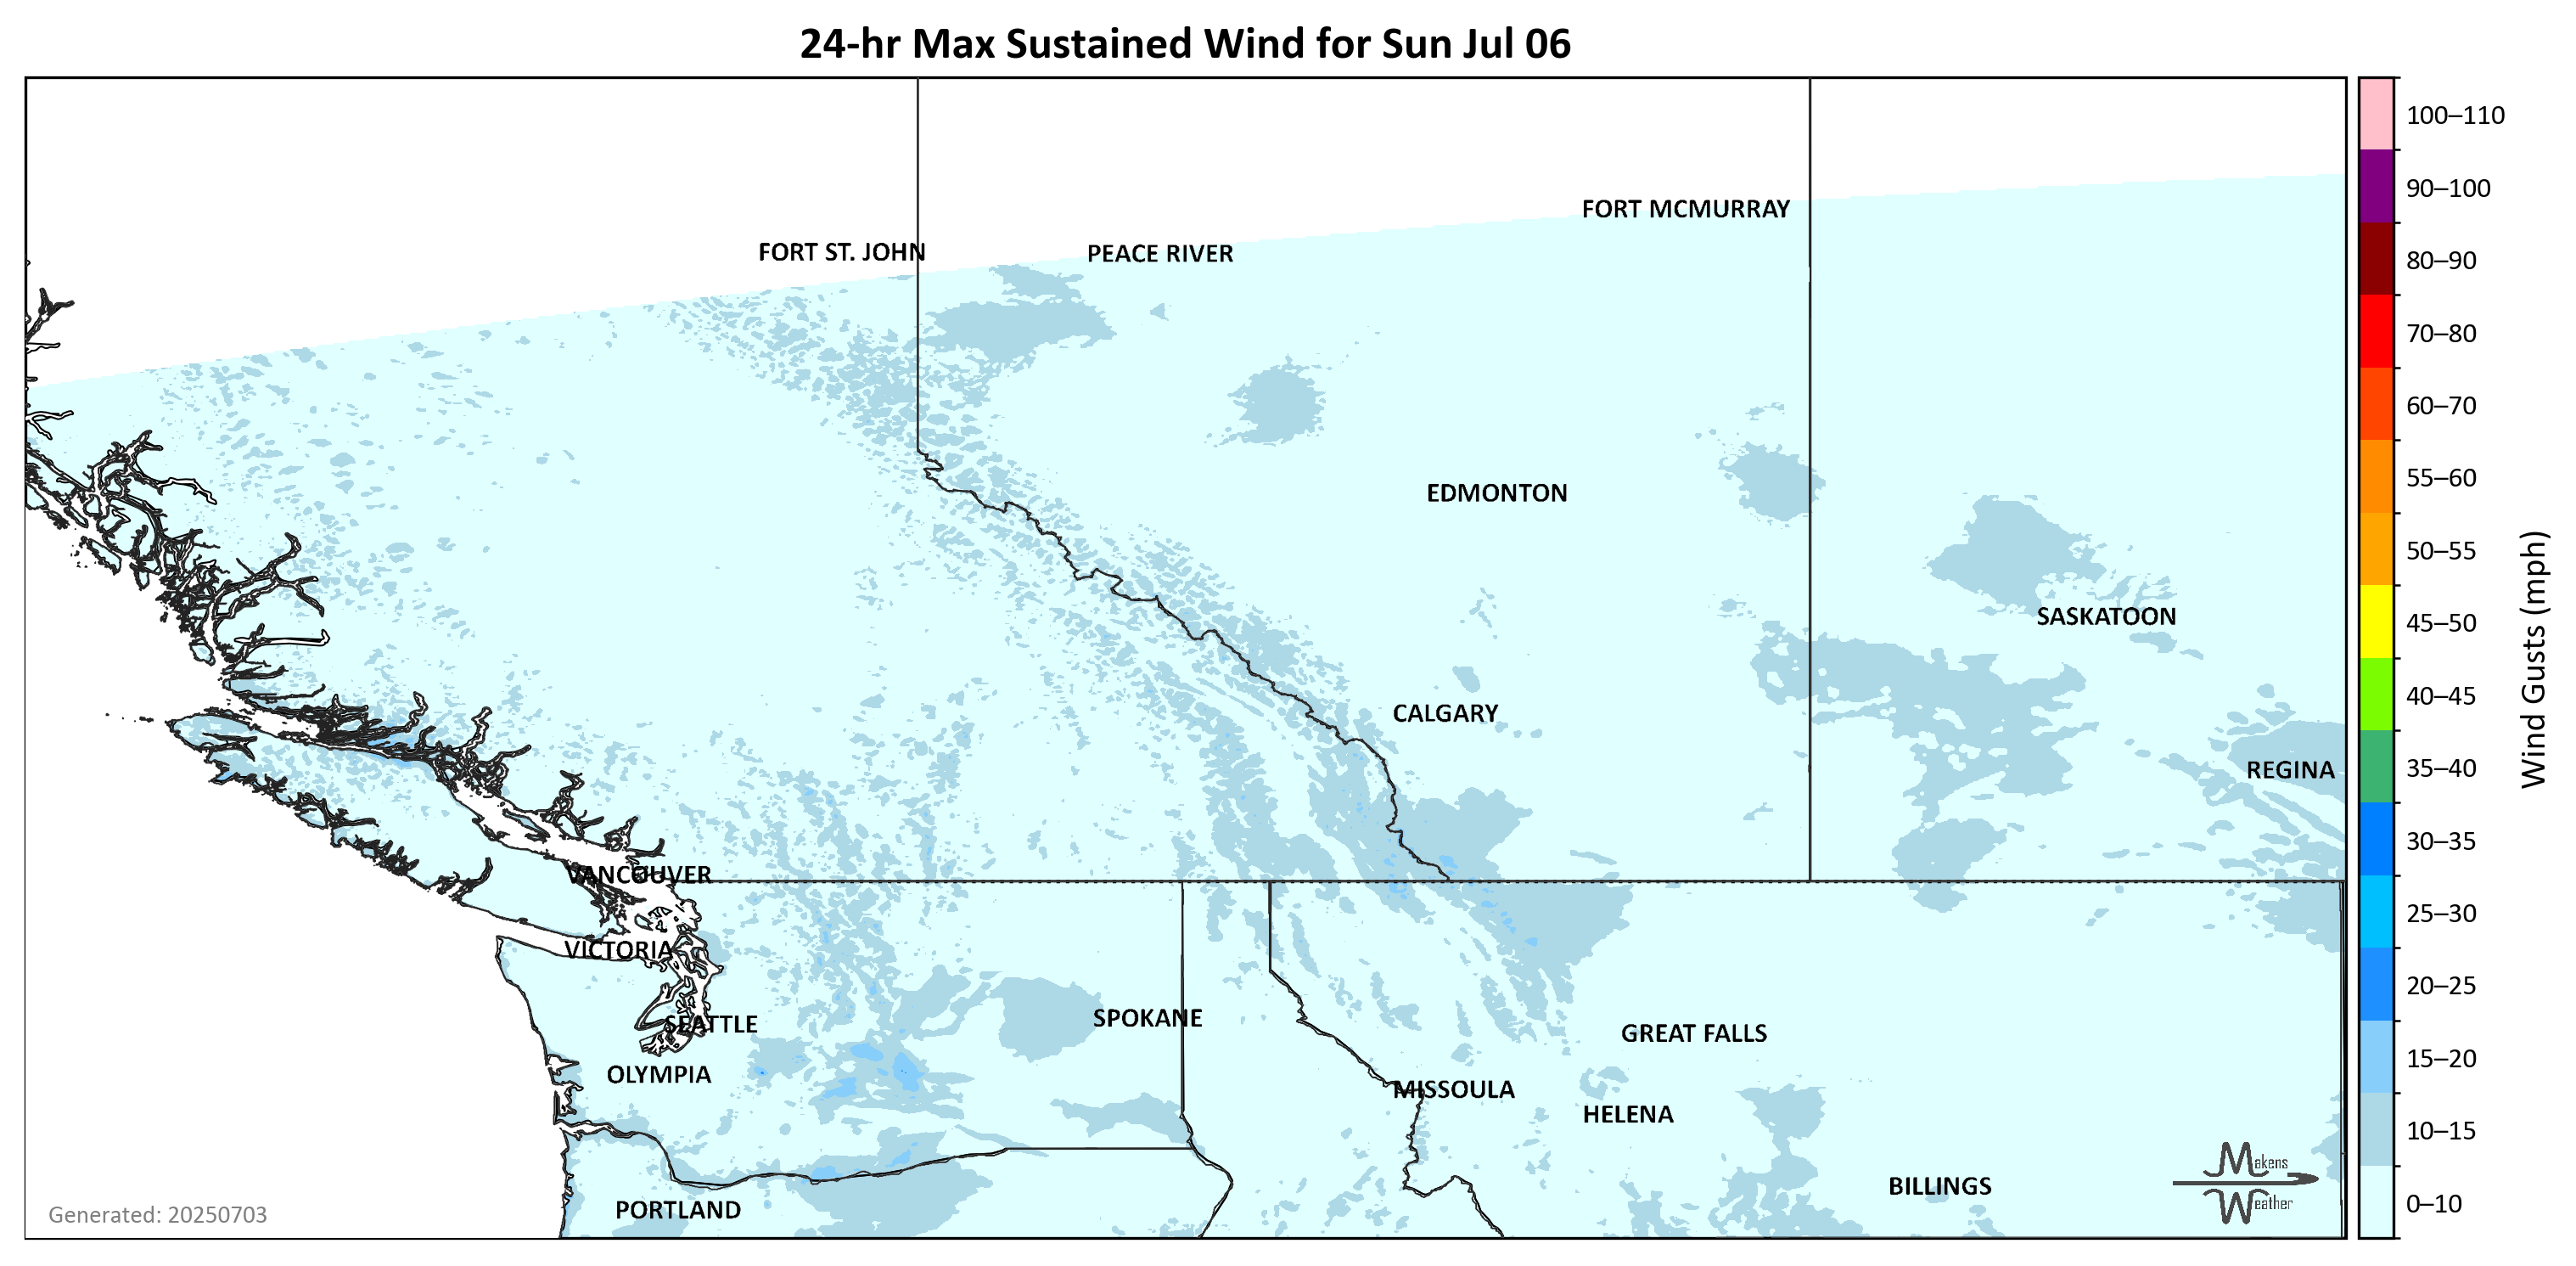 24-hr Max Sustained Wind for Sun Jul 06
100–110
90–100
80–90
70–80
60–70
55–60
50–55
45–50
40–45
35–40
30–35
25–30
20–25
15–20
10–15
0–10
Wind Gusts (mph)
FORT MCMURRAY
FORT ST. JOHN
PEACE RIVER
EDMONTON
SASKATOON
CALGARY
REGINA
VANCOUVER
VICTORIA
SEATTLE
SPOKANE
GREAT FALLS
OLYMPIA
MISSOULA
HELENA
BILLINGS
PORTLAND
Makens
Weather
Generated: 20250703